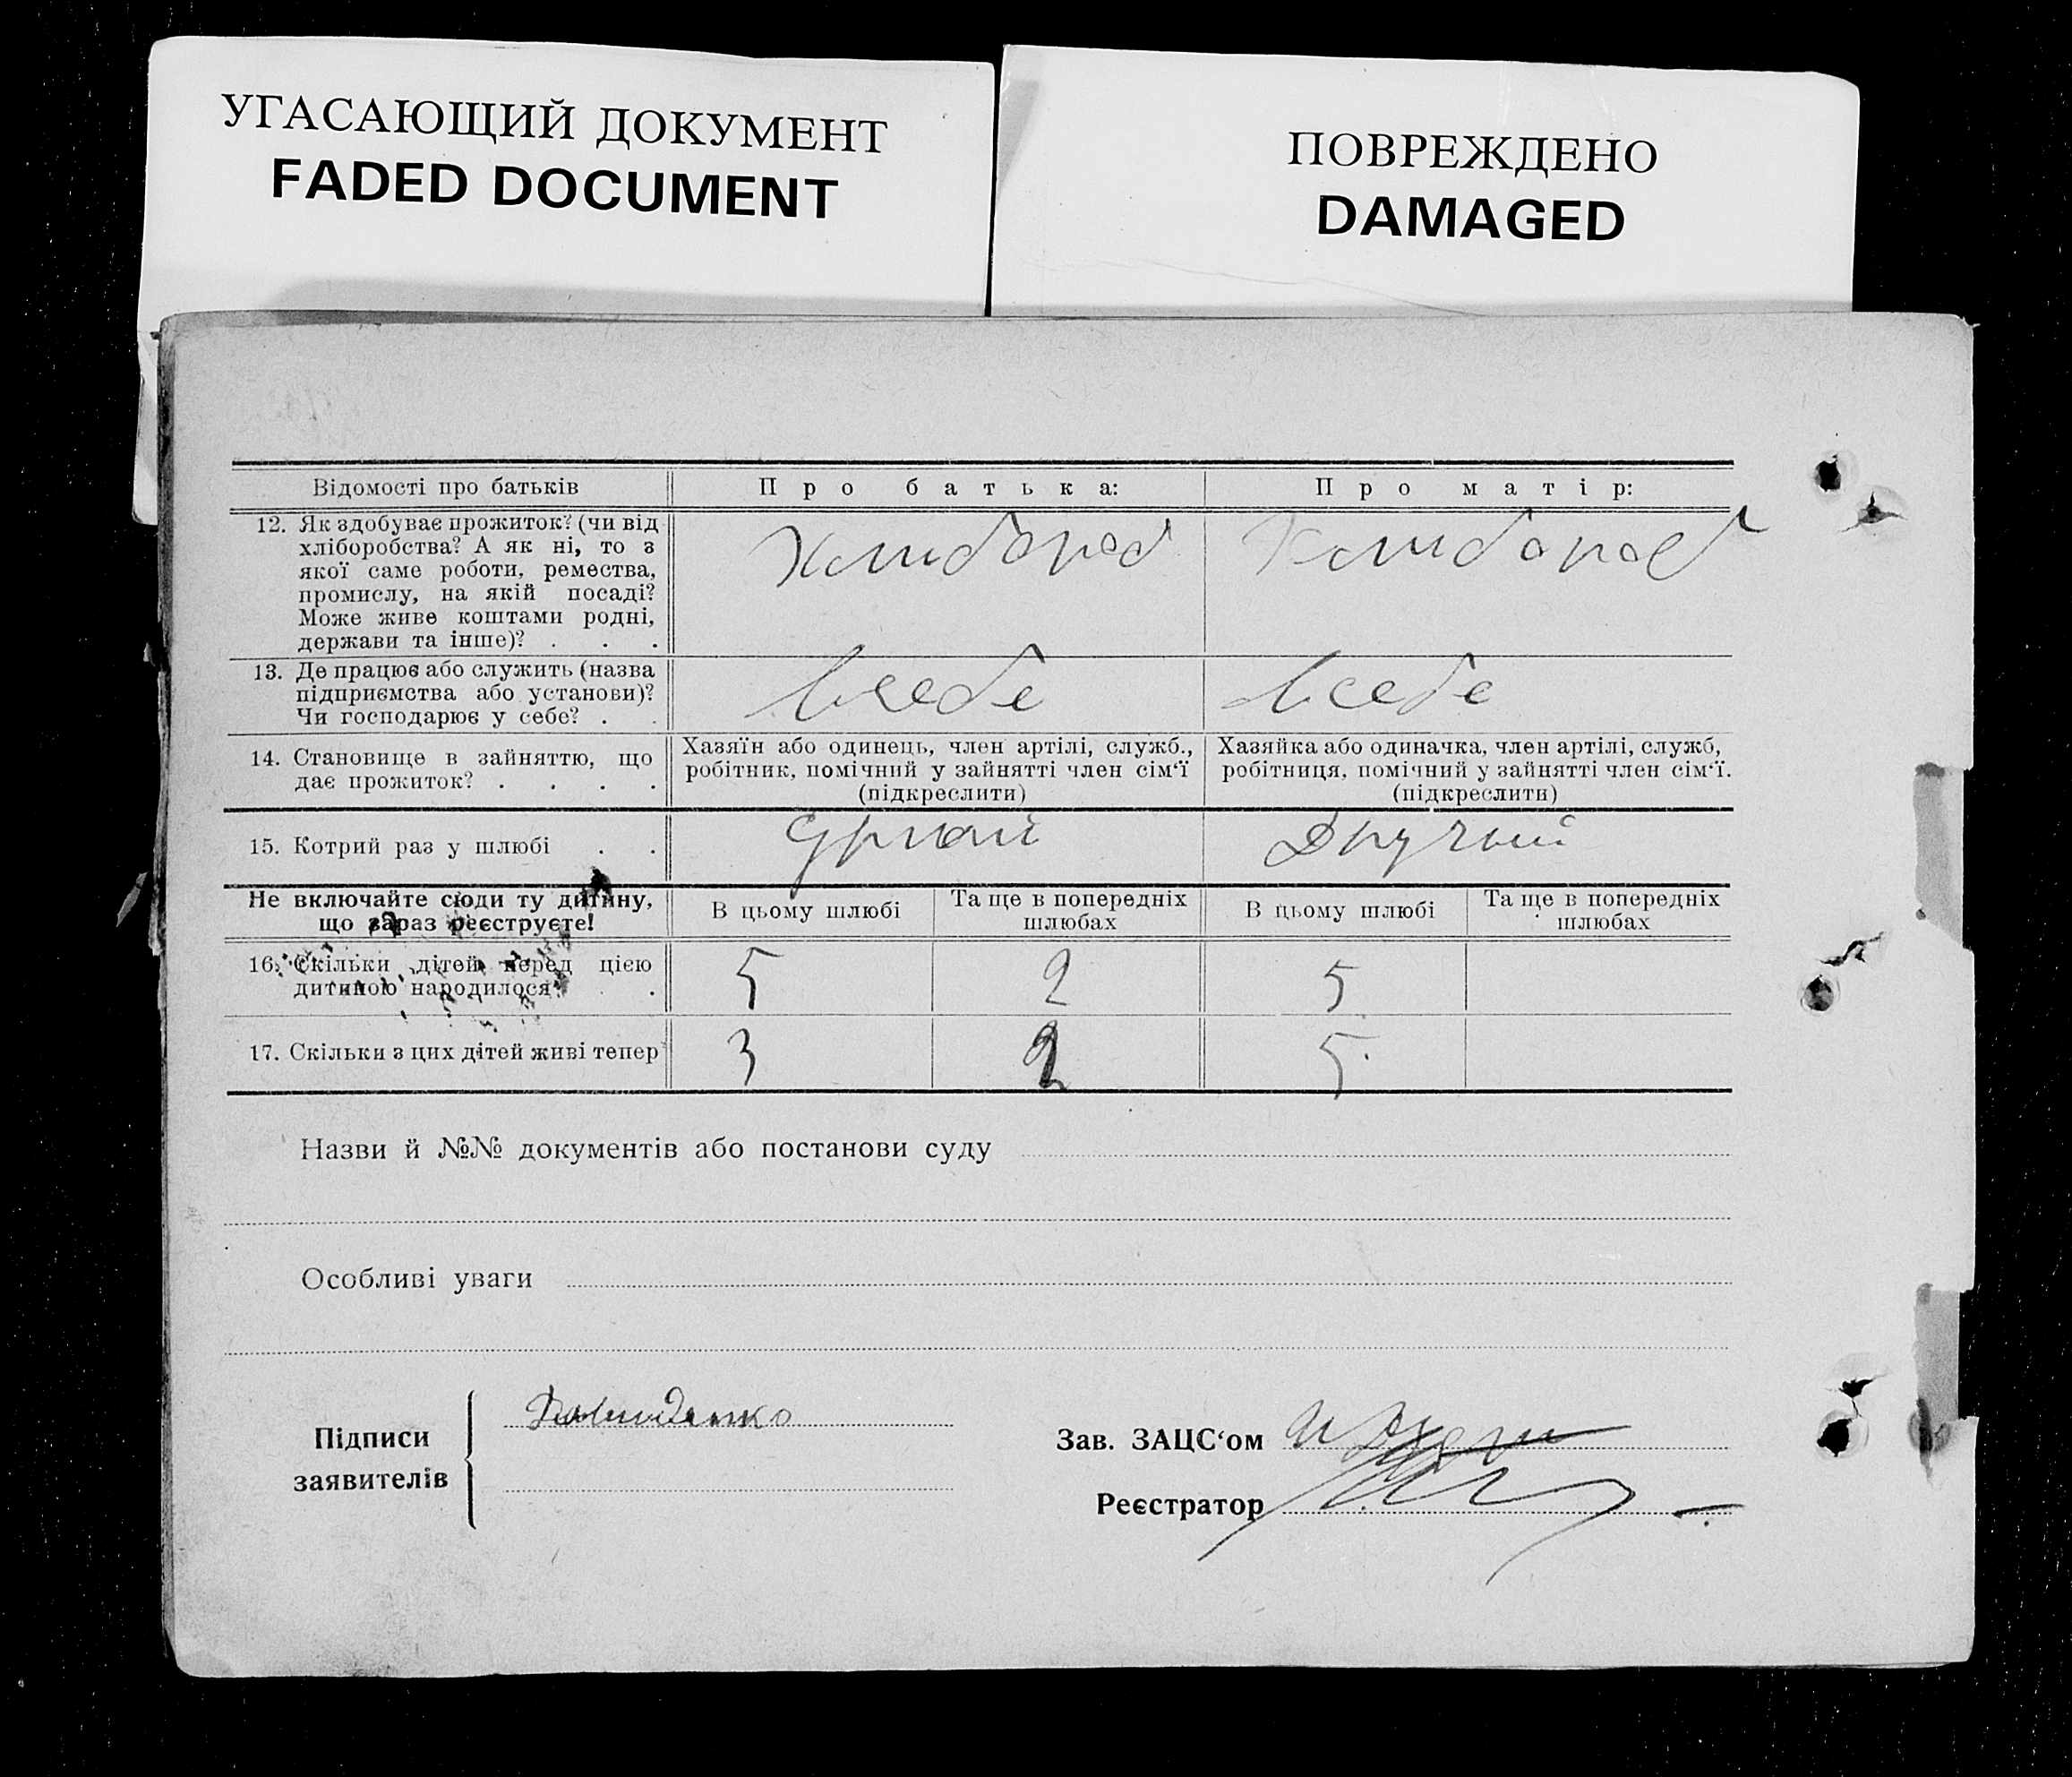 УГАСАЮЩИЙ ДОКУМЕНТ
FADED DOCUMENT
ПОВРЕЖДЕНО
DAMAGED
Відомості про батьків
Про батька:
Про матір:
12. Як здобуває прожиток? (чи від
хліборобства? А як ні, то з
якої саме роботи, ремества,
промислу, на якій посаді?
Може живе коштами родні,
держави та інше)? . . .
Хлибороб
Хлибороб
13. Де працює або служить (назва
підприємства або установи)?
Чи господарює у себе? . .
всебе
всебе
14. Становище в зайняттю, що
дає прожиток? . . . .
Хазяїн або одинець, член артілі, служб.,
робітник, помічний у зайнятті член сім‘ї
(підкреслити)
Хазяйка або одиначка, член артілі, служб,
робітниця, помічний у зайнятті член сім‘ї.
(підкреслити)
15. Котрий раз у шлюбі . .
Другий
Не включайте сюди ту дитину,
що зараз реєструєте!
В цьому шлюбі
Та ще в попередніх
шлюбах
В цьому шлюбі
Та ще в попередніх
шлюбах
16. Скільки дітей перед цією
дитиною народилося? . .
5
2
5
17. Скільки з цих дітей живі тепер
3
2
5
Назви й №№ документів або постанови суду
Особливі уваги
Підписи
заявителів
Давиденко
Зав. ЗАЦС‘ом
Реєстратор